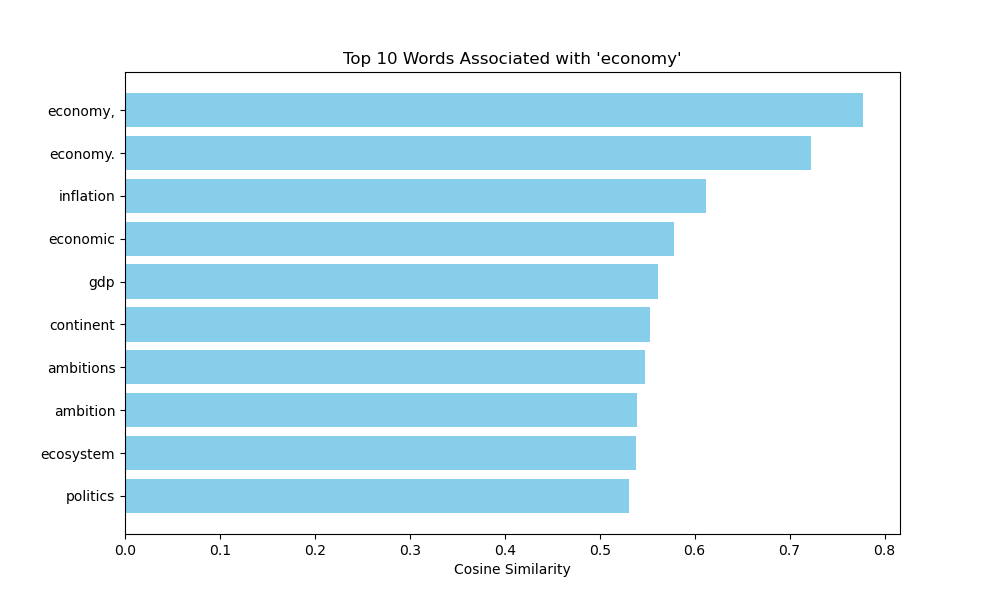 Top 10 Words Associated with 'economy'
economy,
economy.
inflation
economic
gdp
continent
ambitions
ambition
ecosystem
politics
0.0 0.1 0.2 0.3 0.4 0.5 0.6 0.7 0.8
Cosine Similarity